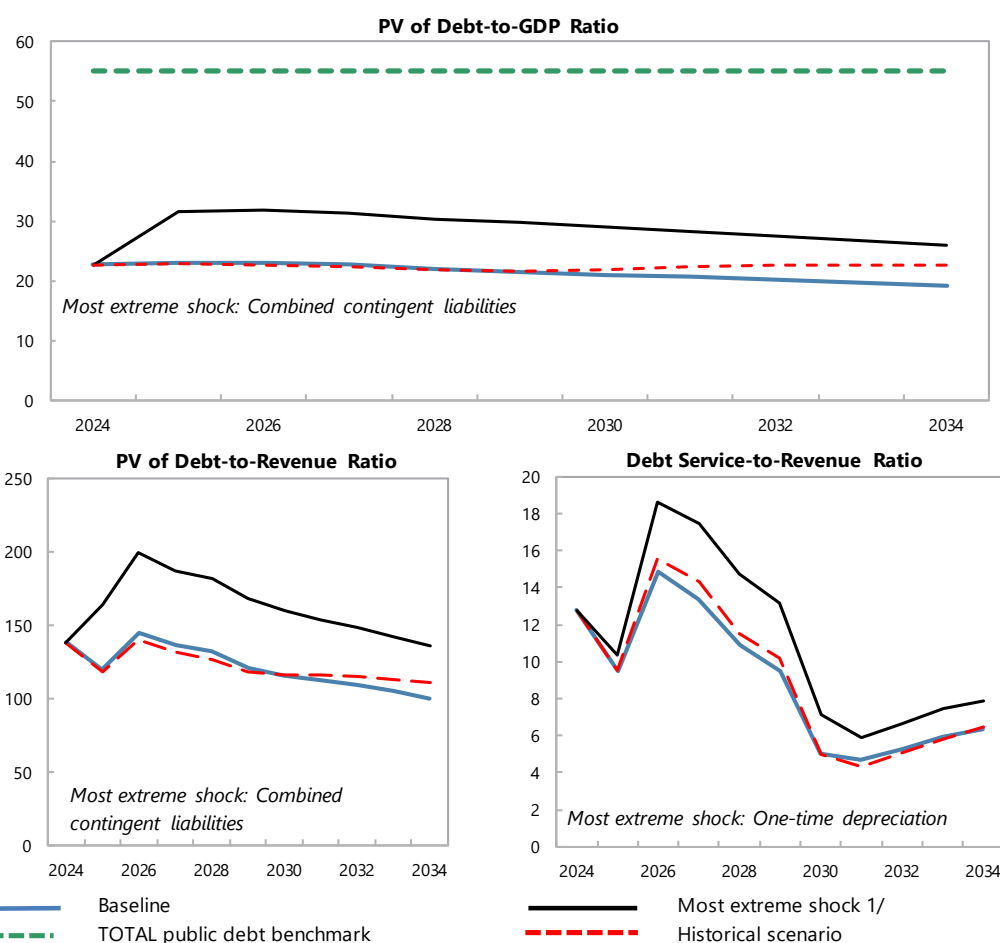 PV of Debt-to-GDP Ratio
60
50
40
30
20
10
0
Most extreme shock: Combined contingent liabilities
2024 2026 2028 2030 2032 2034
PV of Debt-to-Revenue Ratio
250
200
150
100
50
0
Most extreme shock: Combined
contingent liabilities
2024 2026 2028 2030 2032 2034
Debt Service-to-Revenue Ratio
20
18
16
14
12
10
8
6
4
2
0
Most extreme shock: One-time depreciation
2024 2026 2028 2030 2032 2034
Baseline
Most extreme shock 1/
TOTAL public debt benchmark
Historical scenario